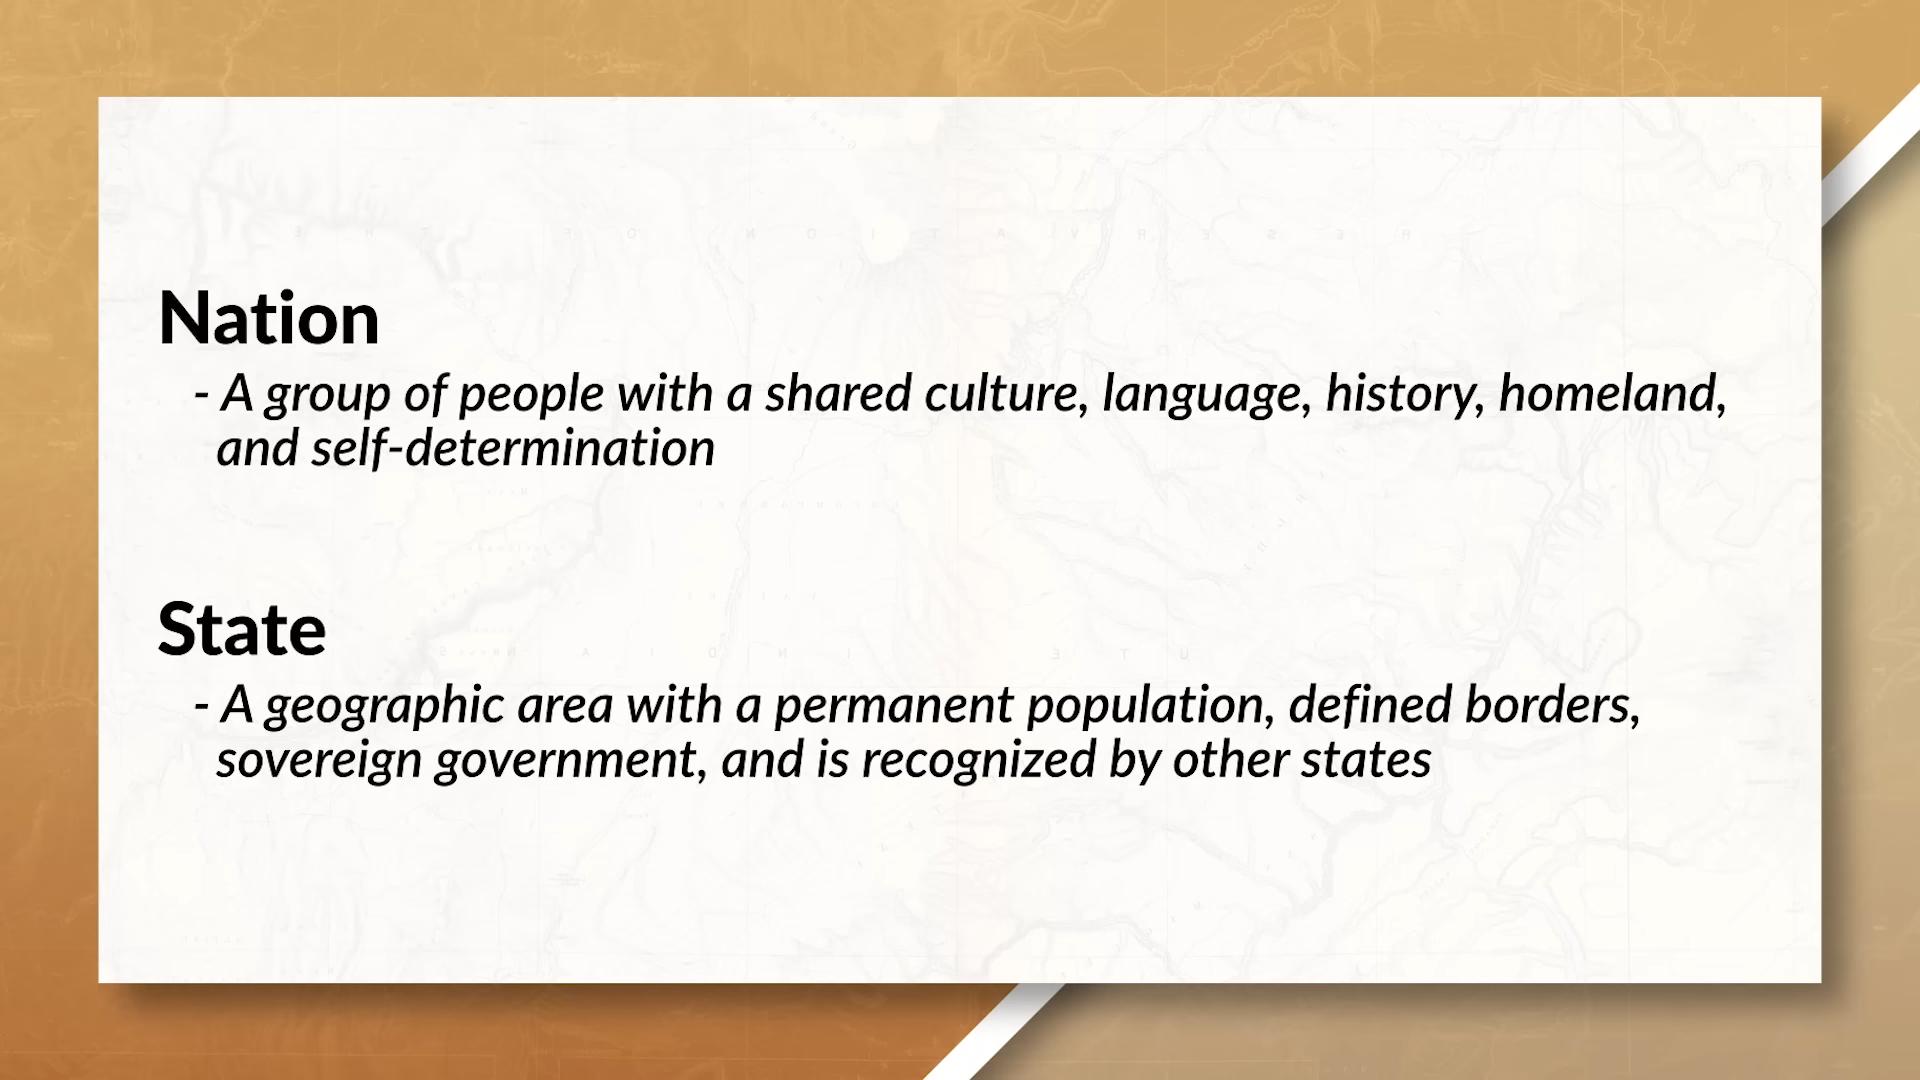 Nation
- A group of people with a shared culture, language, history, homeland,
and self-determination
State
- A geographic area with a permanent population, defined borders,
sovereign government, and is recognized by other states